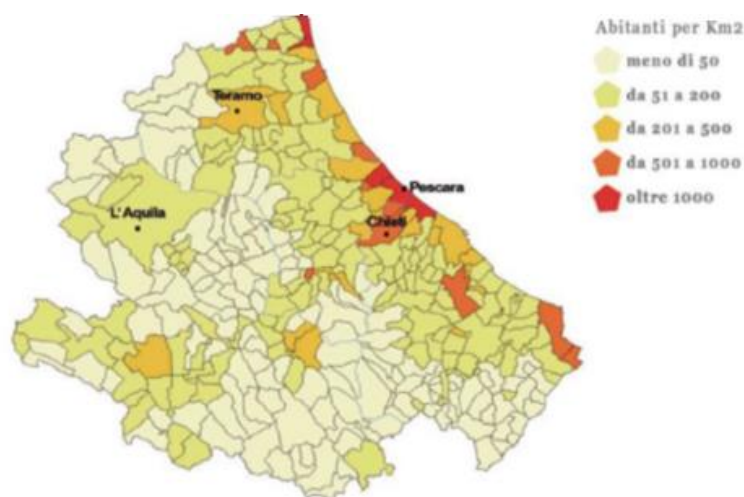 Abitanti per Km2
meno di 50
da 51 a 200
da 201 a 500
da 501 a 1000
oltre 1000
Teramo
Pescara
L'Aquila
Chieti